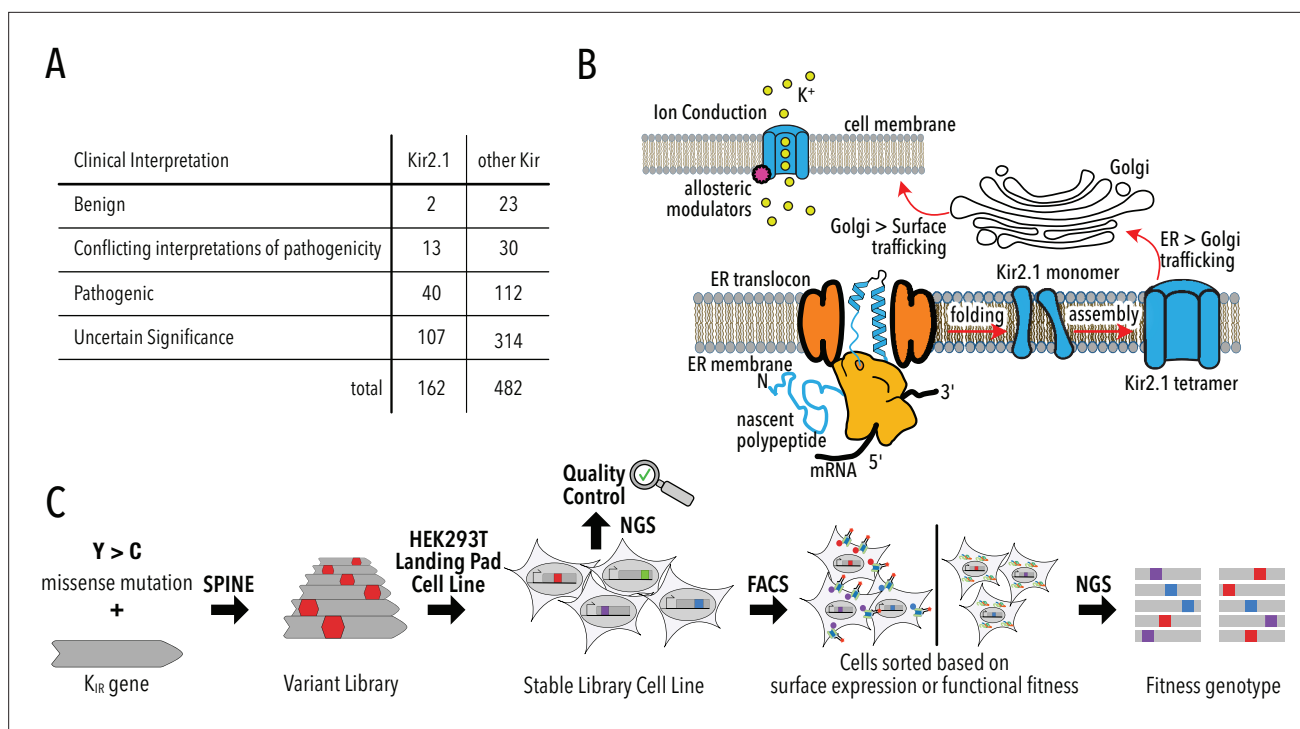 A
Clinical Interpretation Kir2.1 other Kir
Benign 2 23
Conflicting interpretations of pathogenicity 13 30
Pathogenic 40 112
Uncertain Significance 107 314
total 162 482
B
K+
Ion Conduction
cell membrane
allosteric
modulators
Golgi
Golgi > Surface
trafficking
ER > Golgi
trafficking
Kir2.1 monomer
ER translocon
folding
assembly
ER membrane
Kir2.1 tetramer
N
3'
nascent
polypeptide
mRNA
5'
C
Y > C
missense mutation
+
KIR gene
SPINE
Variant Library
HEK293T
Landing Pad
Cell Line
Quality
Control
NGS
Stable Library Cell Line
FACS
Cells sorted based on
surface expression or functional fitness
NGS
Fitness genotype